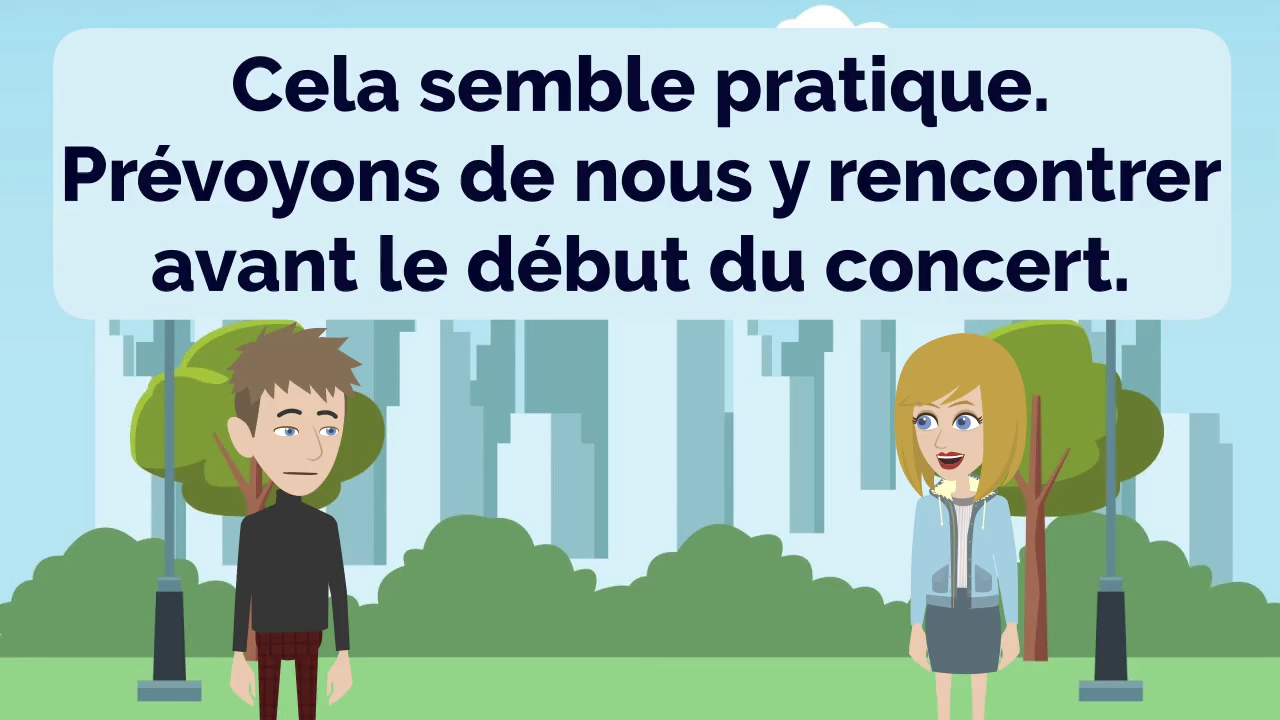 Cela semble pratique.
Prévoyons de nous y rencontrer
avant le début du concert.